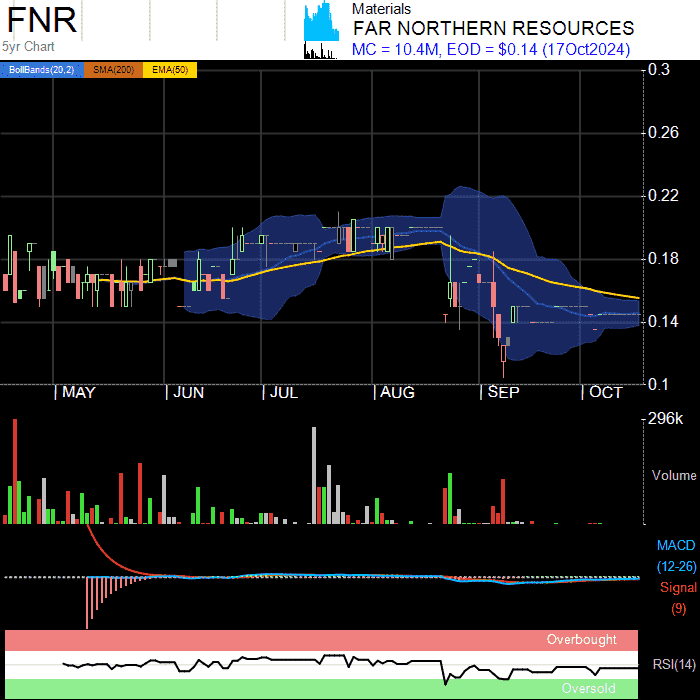 FNR
5yr Chart
Materials
FAR NORTHERN RESOURCES
MC = 10.4M, EOD = $0.14 (17Oct2024)
BollBands(20,2) SMA(200) EMA(50)
0.3
0.26
0.22
0.18
0.14
0.1
MAY JUN JUL AUG SEP OCT
296k
Volume
MACD
(12-26)
Signal
(9)
Overbought
RSI(14)
Oversold